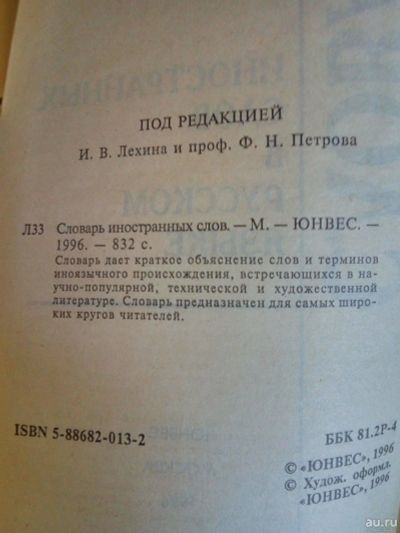 ПОД РЕДАКЦИЕЙ
И. В. Лехина и проф. Ф. Н. Петрова
Л33 Словарь иностранных слов. — М. — ЮНВЕС. —
1996. — 832 с.
Словарь дает краткое объяснение слов и терминов
иноязычного происхождения, встречающихся в на-
учно-популярной, технической и художественной
литературе. Словарь предназначен для самых широ-
ких кругов читателей.
ISBN 5-88682-013-2
ББК 81.2Р-4
© «ЮНВЕС», 1996
© Худож. оформл.
«ЮНВЕС», 1996
au.ru